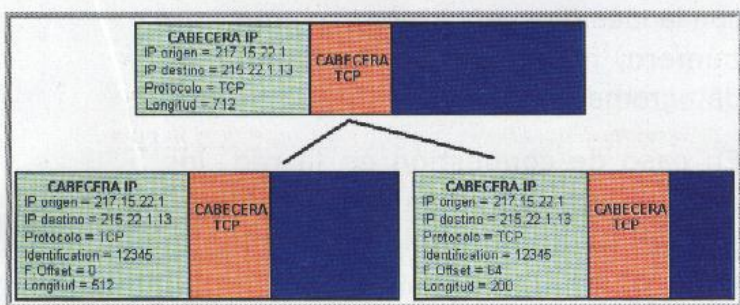 CABECERA IP
IP origen = 217.15.22.1
IP destino = 215.22.1.13
Protocolo = TCP
Longitud = 712
CABECERA
TCP
CABECERA IP
IP origen = 217.15.22.1
IP destino = 215.22.1.13
Protocolo = TCP
Identification = 12345
F.Offset = 0
Longitud = 512
CABECERA
TCP
CABECERA IP
IP origen = 217.15.22.1
IP destino = 215.22.1.13
Protocolo = TCP
Identification = 12345
F.Offset = 64
Longitud = 200
CABECERA
TCP